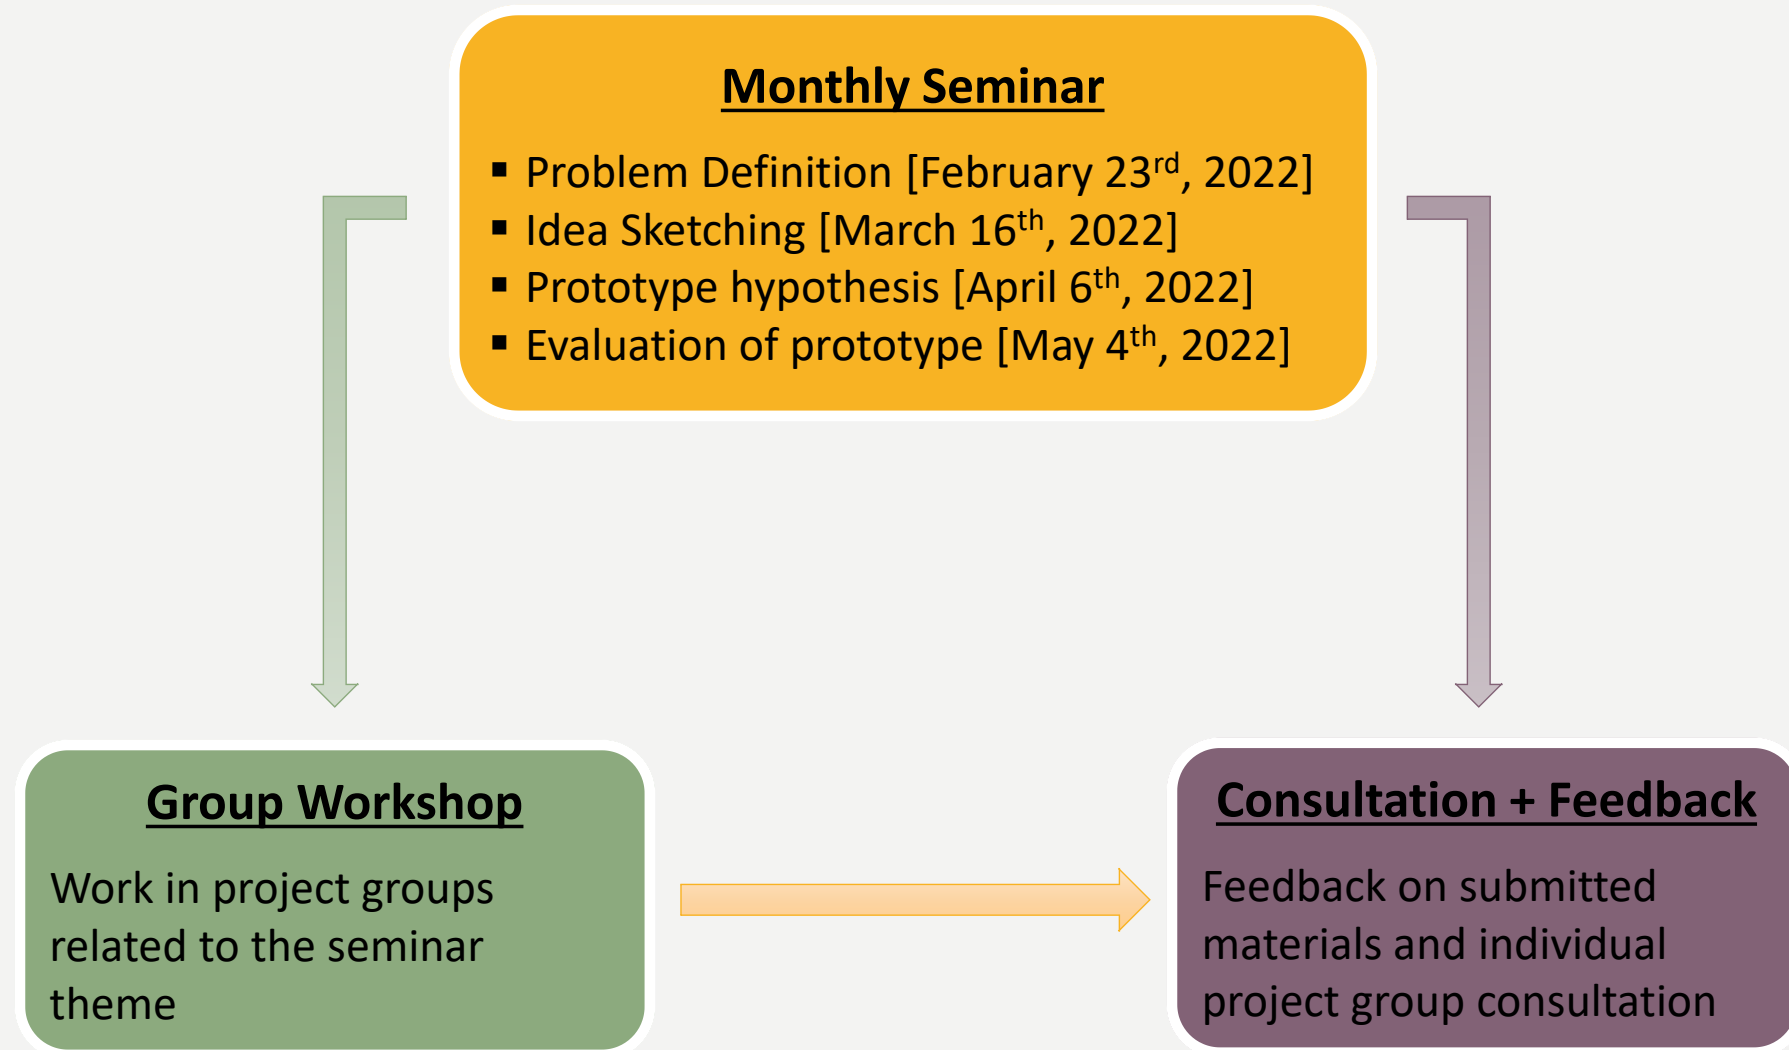 Monthly Seminar
▪ Problem Definition [February 23rd, 2022]
▪ Idea Sketching [March 16th, 2022]
▪ Prototype hypothesis [April 6th, 2022]
▪ Evaluation of prototype [May 4th, 2022]
Group Workshop
Work in project groups
related to the seminar
theme
Consultation + Feedback
Feedback on submitted
materials and individual
project group consultation